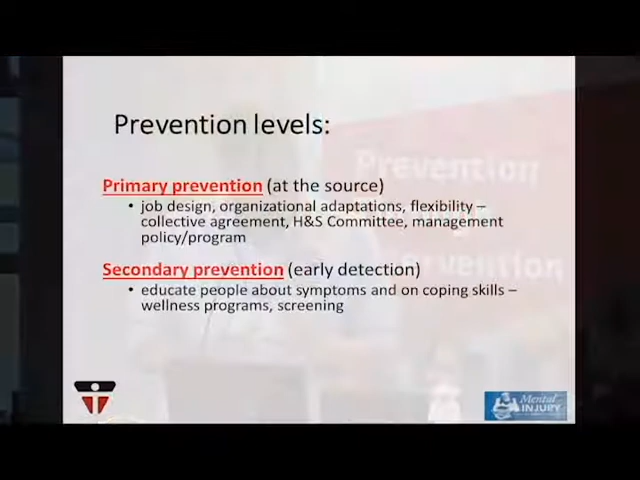 Prevention levels:
Primary prevention (at the source)
• job design, organizational adaptations, flexibility –
collective agreement, H&S Committee, management
policy/program
Secondary prevention (early detection)
• educate people about symptoms and on coping skills –
wellness programs, screening
Prevention
Prevention
Mental
INJURY